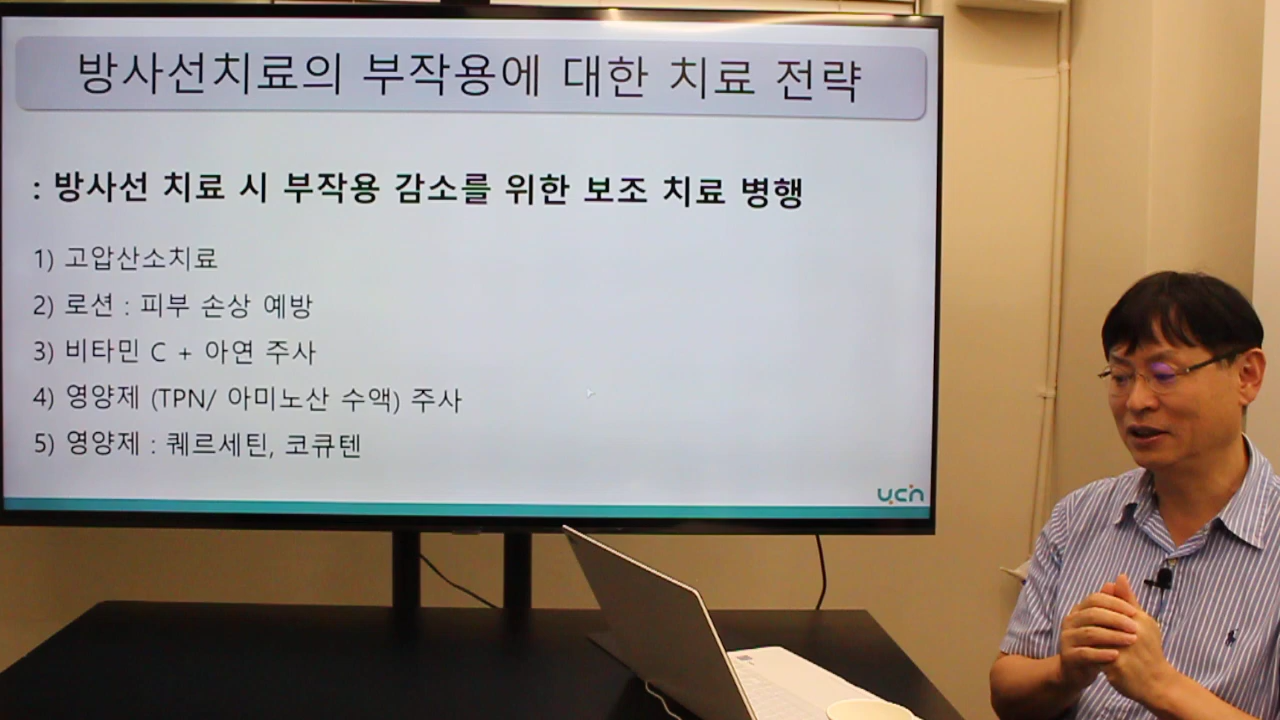 방사선치료의 부작용에 대한 치료 전략
: 방사선 치료 시 부작용 감소를 위한 보조 치료 병행
1) 고압산소치료
2) 로션 : 피부 손상 예방
3) 비타민 C + 아연 주사
4) 영양제 (TPN/ 아미노산 수액) 주사
5) 영양제 : 퀘르세틴, 코큐텐
ucn